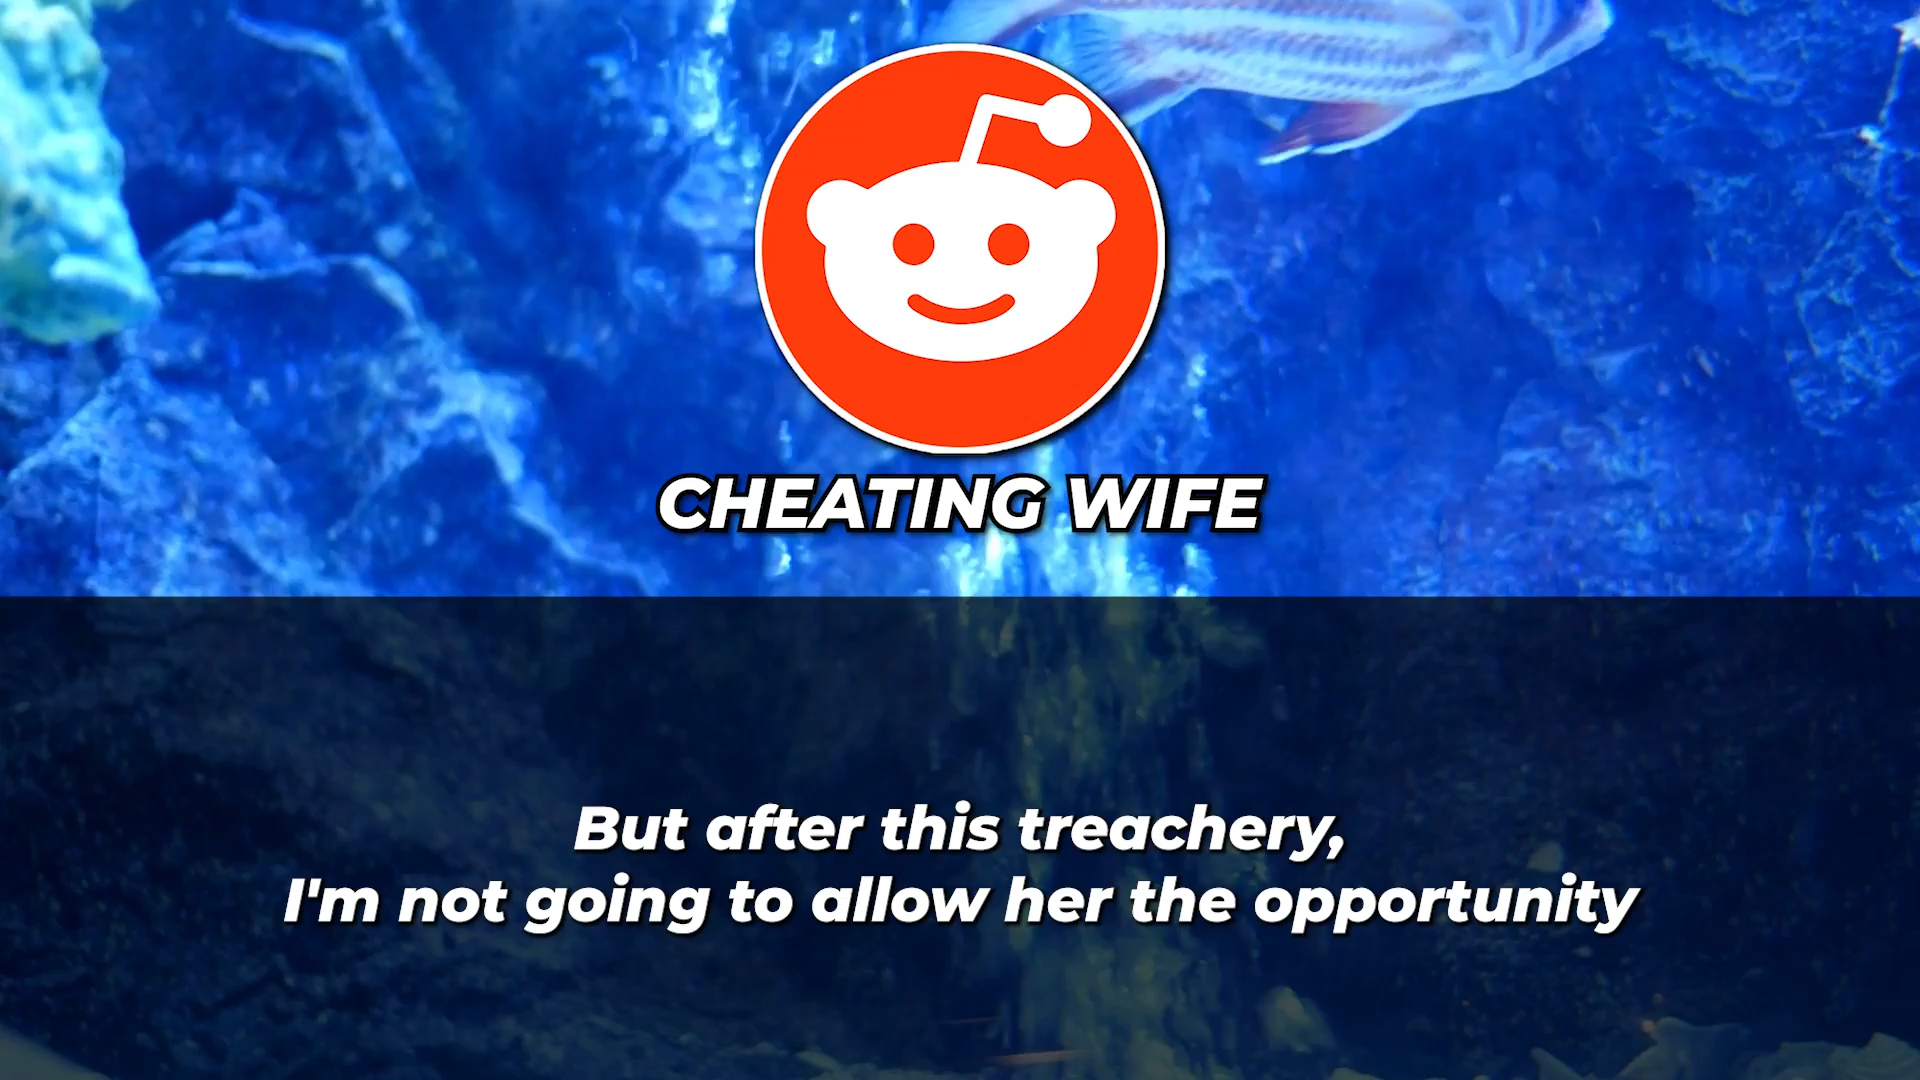 CHEATING WIFE
But after this treachery,
I'm not going to allow her the opportunity